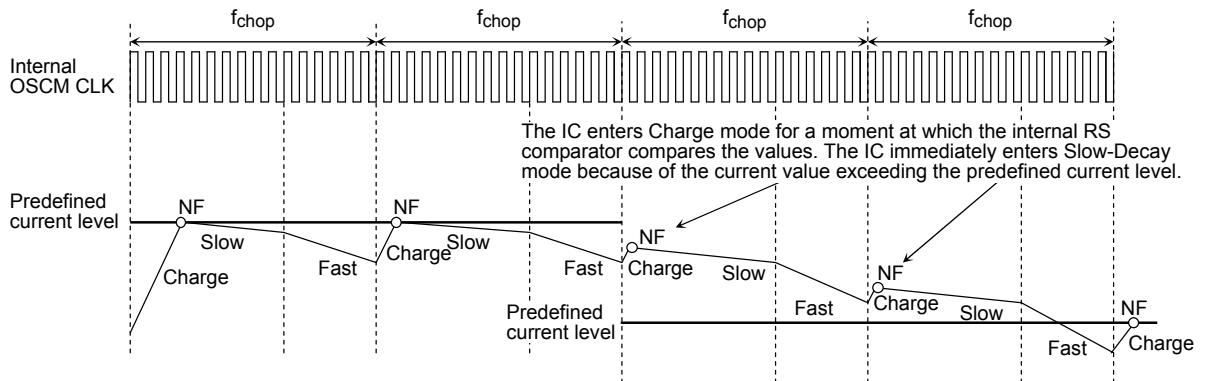 fchop fchop fchop fchop
Internal
OSCM CLK
The IC enters Charge mode for a moment at which the internal RS
comparator compares the values. The IC immediately enters Slow-Decay
mode because of the current value exceeding the predefined current level.
Predefined
current level
NF
Slow
Charge
Fast
NF
Charge
Slow
Fast
NF
Charge
Slow
Fast
NF
Charge
Slow
Fast
NF
Charge
Predefined
current level